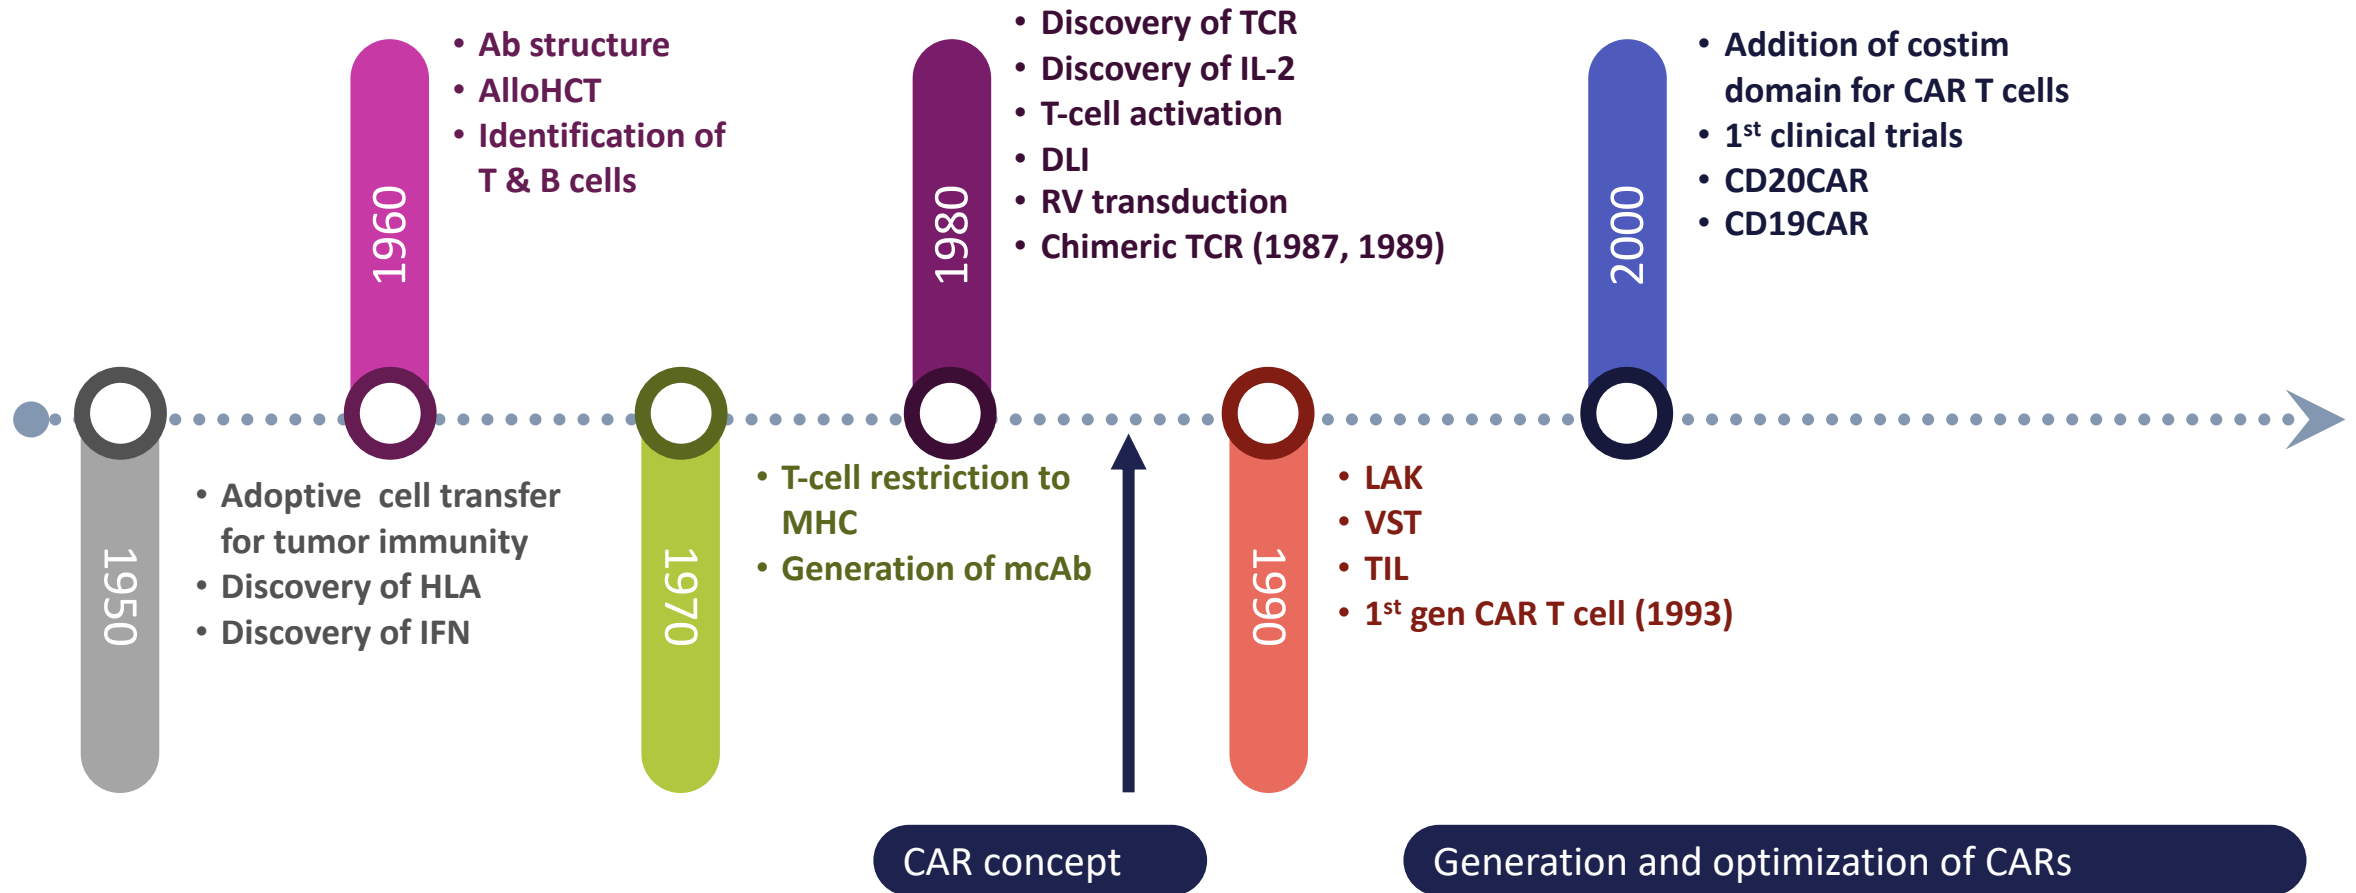 1950
• Adoptive  cell transfer
for tumor immunity
• Discovery of HLA
• Discovery of IFN
1960
• Ab structure
• AlloHCT
• Identification of
T & B cells
1970
• T-cell restriction to
MHC
• Generation of mcAb
1980
• Discovery of TCR
• Discovery of IL-2
• T-cell activation
• DLI
• RV transduction
• Chimeric TCR (1987, 1989)
1990
• LAK
• VST
• TIL
• 1st gen CAR T cell (1993)
2000
• Addition of costim
domain for CAR T cells
• 1st clinical trials
• CD20CAR
• CD19CAR
CAR concept
Generation and optimization of CARs